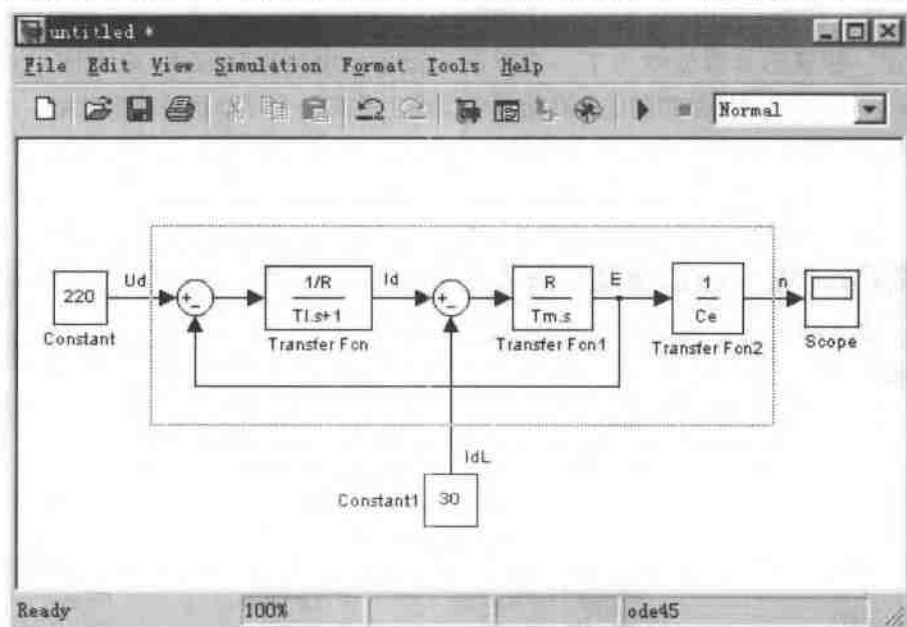 untitled *
File Edit View Simulation Format Tools Help
Normal
220
Constant
Ud
+
-
1/R
Tl.s+1
Transfer Fcn
Id
+
-
R
Tm.s
Transfer Fcn1
E
1
Ce
Transfer Fcn2
n
Scope
IdL
Constant1
30
Ready 100% ode45